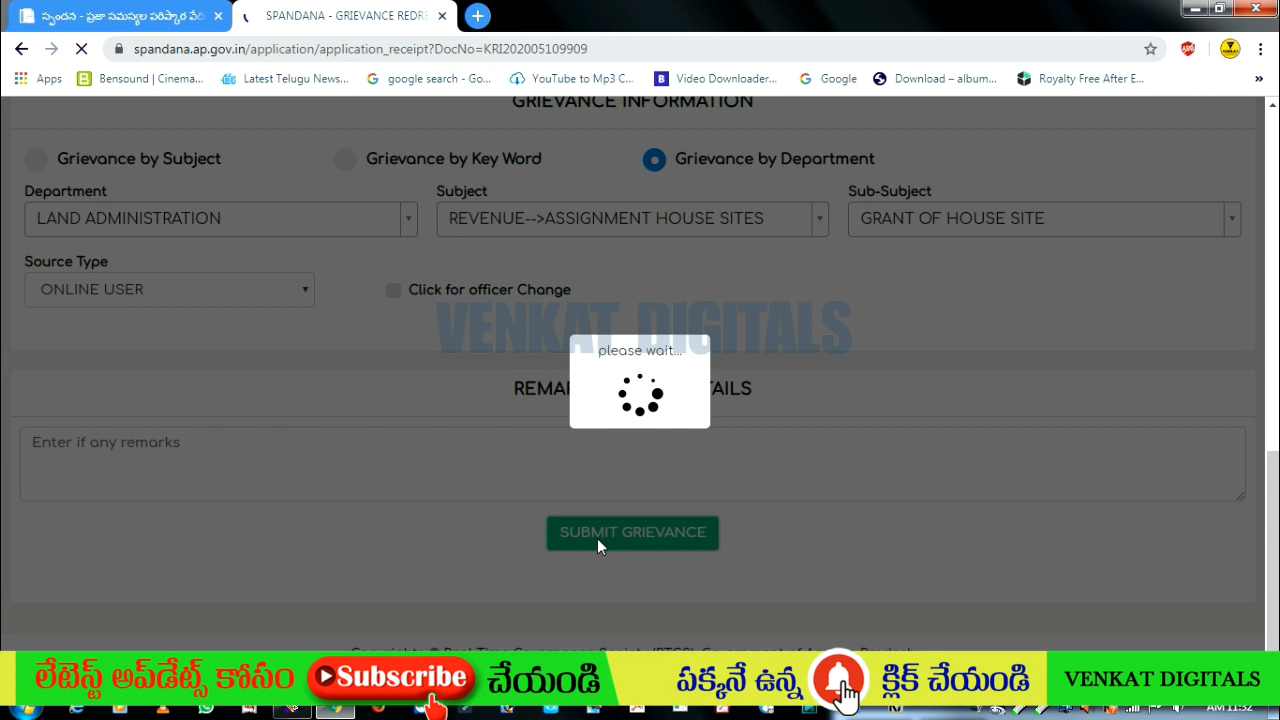 స్పందన - ప్రజా సమస్యల పరిష్కార వేది
SPANDANA - GRIEVANCE REDRE
spandana.ap.gov.in/application/application_receipt?DocNo=KRI202005109909
Apps
Bensound | Cinema...
Latest Telugu News...
google search - Go...
YouTube to Mp3 C...
Video Downloader...
Google
Download – album...
Royalty Free After E...
GRIEVANCE INFORMATION
Grievance by Subject
Grievance by Key Word
Grievance by Department
Department
Subject
Sub-Subject
LAND ADMINISTRATION
REVENUE-->ASSIGNMENT HOUSE SITES
GRANT OF HOUSE SITE
Source Type
ONLINE USER
Click for officer Change
VENKAT DIGITALS
please wait...
Enter if any remarks
SUBMIT GRIEVANCE
లేటెస్ట్ అప్‌డేట్స్ కోసం Subscribe చేయండి పక్కనే ఉన్న క్లిక్ చేయండి VENKAT DIGITALS
AM 11:32